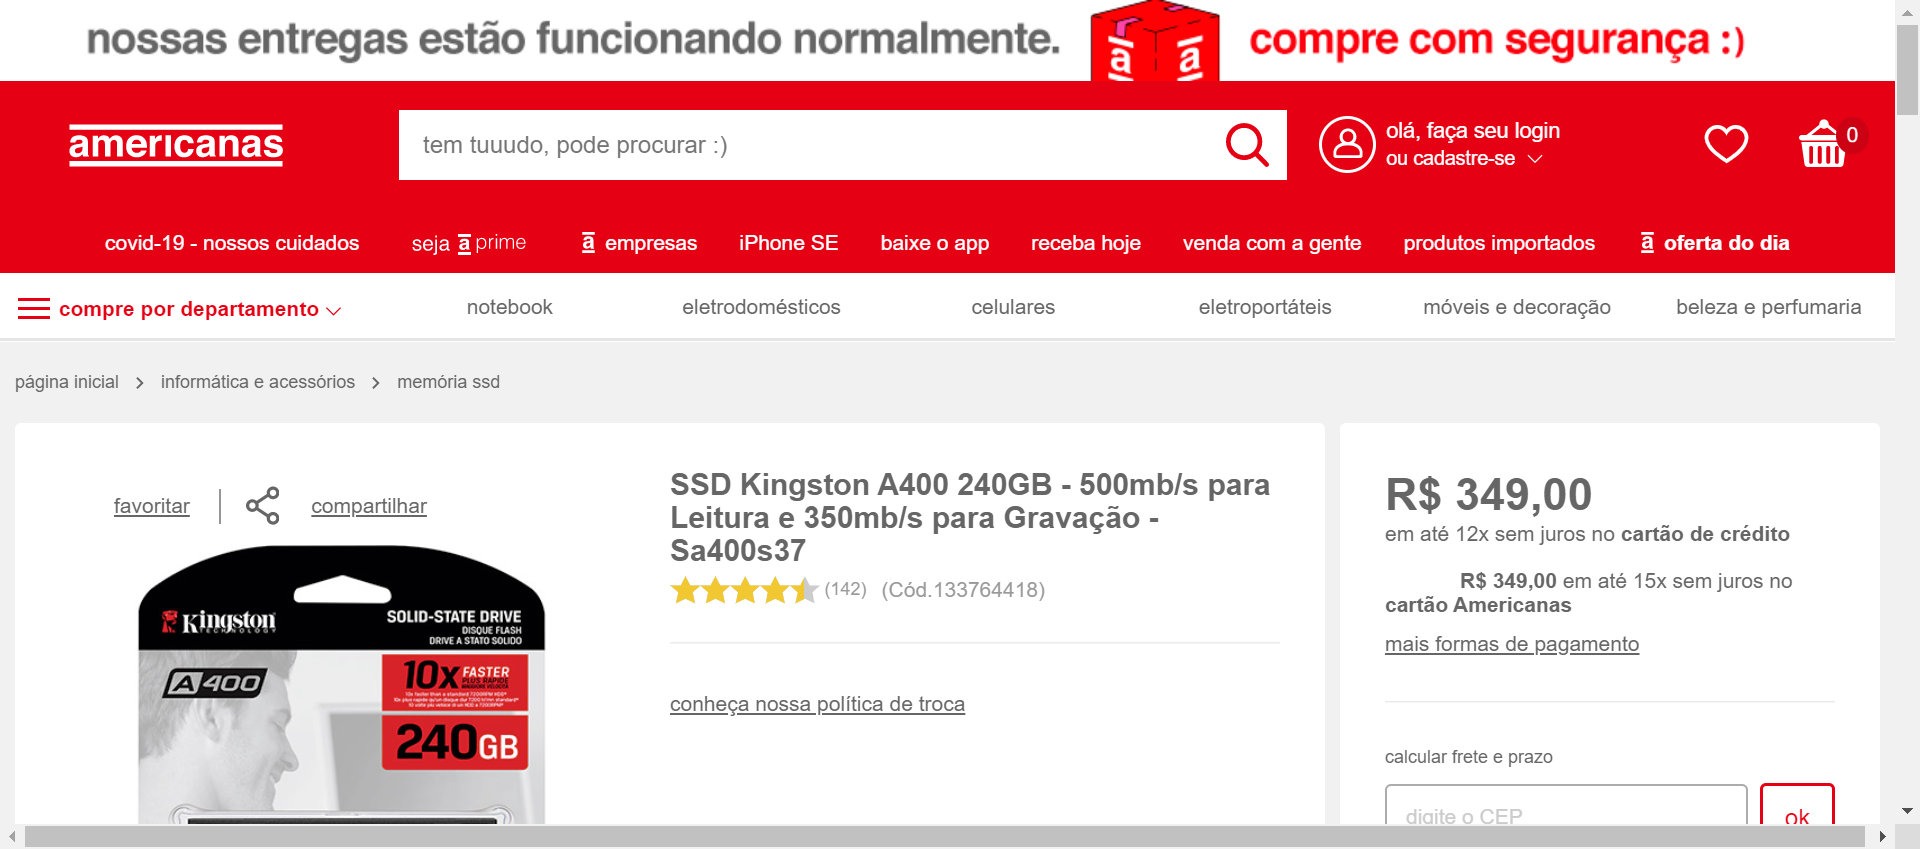 nossas entregas estão funcionando normalmente.
a a
compre com segurança :)
americanas
tem tuuudo, pode procurar :)
olá, faça seu login
ou cadastre-se
0
covid-19 - nossos cuidados
seja a prime
a empresas
iPhone SE
baixe o app
receba hoje
venda com a gente
produtos importados
a oferta do dia
compre por departamento
notebook
eletrodomésticos
celulares
eletroportáteis
móveis e decoração
beleza e perfumaria
página inicial
informática e acessórios
memória ssd
favoritar
compartilhar
Kingston
TECHNOLOGY
SOLID-STATE DRIVE
DISQUE FLASH
DRIVE A STATO SOLIDO
A400
10x FASTER
PLUS RAPIDE
240GB
SSD Kingston A400 240GB - 500mb/s para
Leitura e 350mb/s para Gravação -
Sa400s37
(142) (Cód.133764418)
conheça nossa política de troca
R$ 349,00
em até 12x sem juros no cartão de crédito
R$ 349,00 em até 15x sem juros no
cartão Americanas
mais formas de pagamento
calcular frete e prazo
digite o CEP
ok